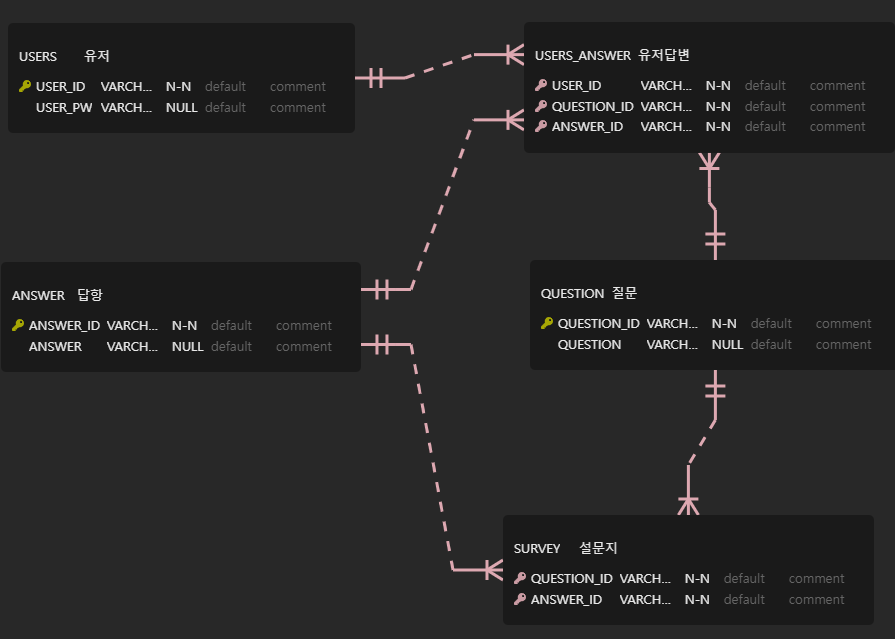 USERS 유저
USER_ID VARCH... N-N default comment
USER_PW VARCH... NULL default comment
USERS_ANSWER 유저답변
USER_ID VARCH... N-N default comment
QUESTION_ID VARCH... N-N default comment
ANSWER_ID VARCH... N-N default comment
ANSWER 답항
ANSWER_ID VARCH... N-N default comment
ANSWER VARCH... NULL default comment
QUESTION 질문
QUESTION_ID VARCH... N-N default comment
QUESTION VARCH... NULL default comment
SURVEY 설문지
QUESTION_ID VARCH... N-N default comment
ANSWER_ID VARCH... N-N default comment